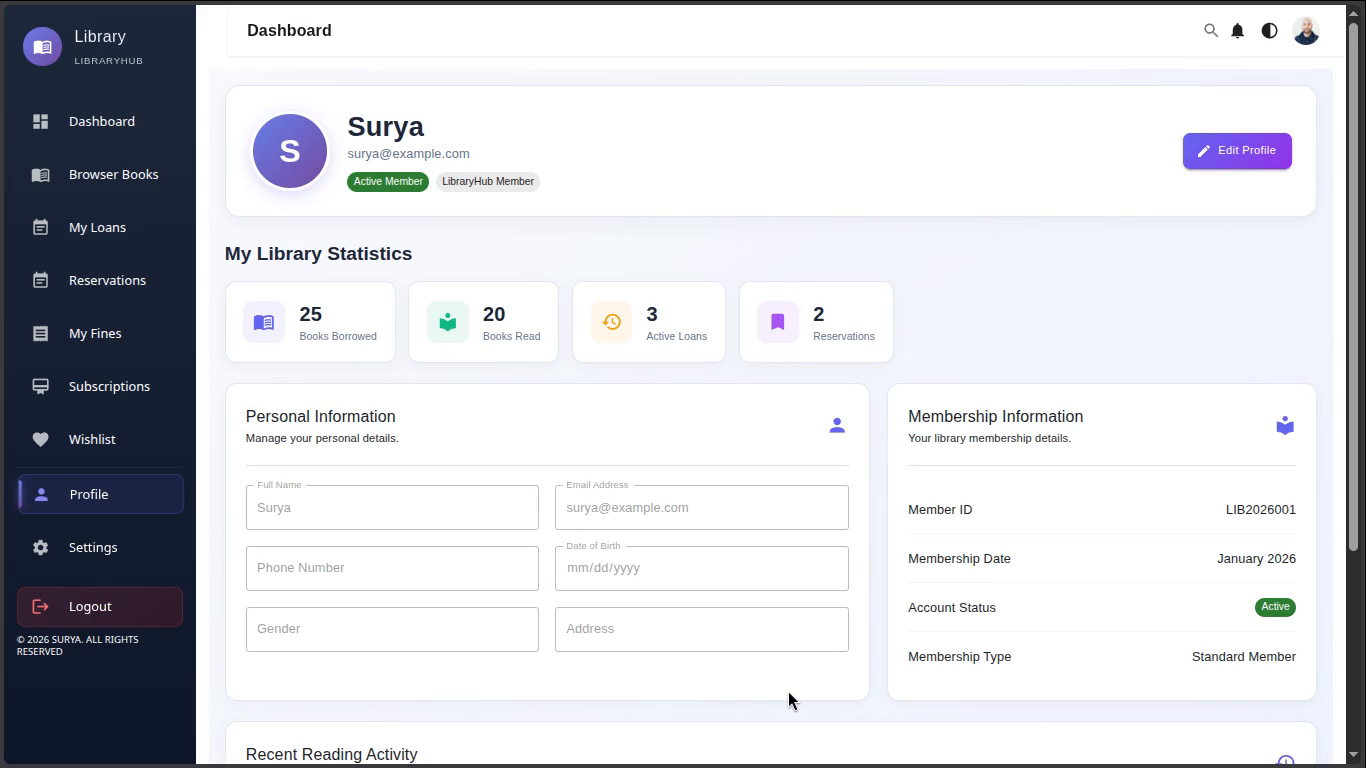 Library
LIBRARYHUB
Dashboard
Browser Books
My Loans
Reservations
My Fines
Subscriptions
Wishlist
Profile
Settings
Logout
© 2026 SURYA. ALL RIGHTS
RESERVED
Dashboard
S
Surya
surya@example.com
Active Member
LibraryHub Member
Edit Profile
My Library Statistics
25
Books Borrowed
20
Books Read
3
Active Loans
2
Reservations
Personal Information
Manage your personal details.
Full Name
Surya
Email Address
surya@example.com
Phone Number
Date of Birth
mm/dd/yyyy
Gender
Address
Membership Information
Your library membership details.
Member ID LIB2026001
Membership Date January 2026
Account Status Active
Membership Type Standard Member
Recent Reading Activity